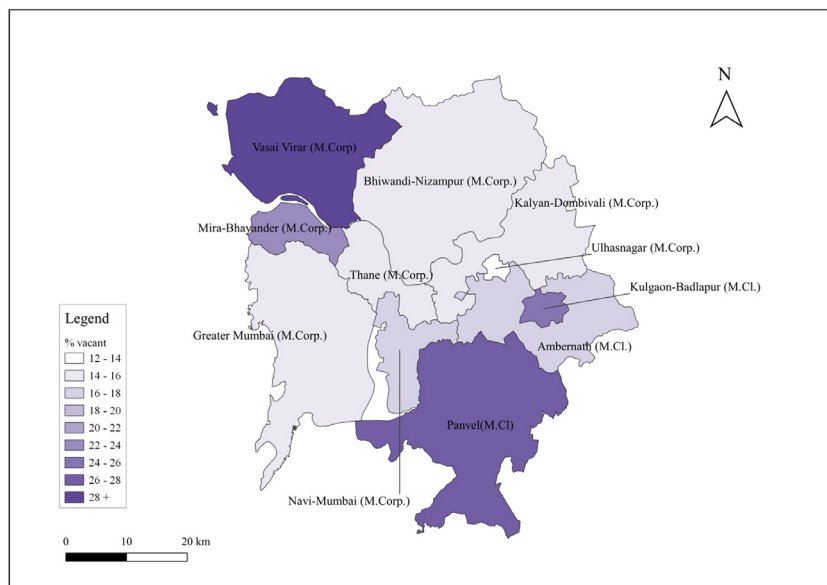 N
Vasai Virar (M.Corp)
Bhiwandi-Nizampur (M.Corp.)
Kalyan-Dombivali (M.Corp.)
Mira-Bhayander (M.Corp.)
Ulhasnagar (M.Corp.)
Thane (M.Corp.)
Kulgaon-Badlapur (M.Cl.)
Greater Mumbai (M.Corp.)
Ambernath (M.Cl.)
Panvel(M.Cl)
Navi-Mumbai (M.Corp.)
Legend
% vacant
12 - 14
14 - 16
16 - 18
18 - 20
20 - 22
22 - 24
24 - 26
26 - 28
28 +
0 10 20 km